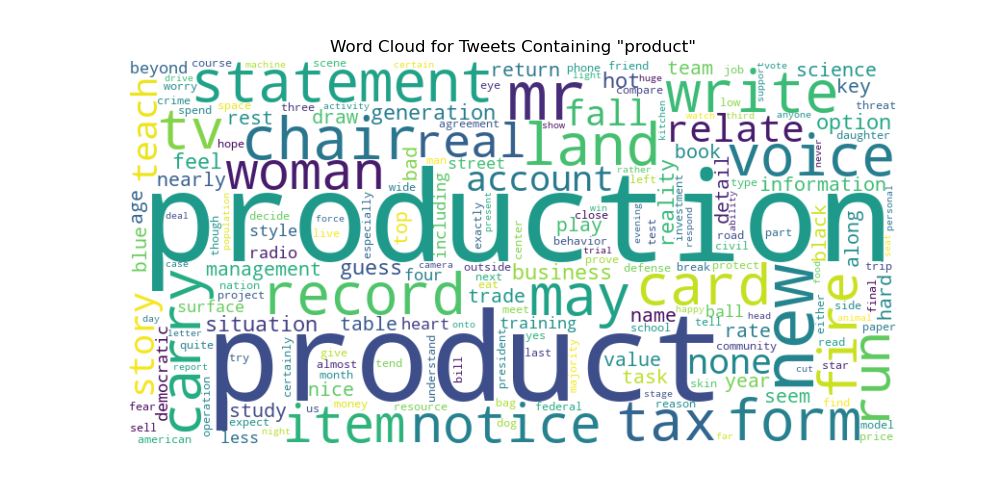 Word Cloud for Tweets Containing "product"
beyond
course
machine
scene
certain
return
phone
friend
team
job
vote
science
drive
worry
statement
eye
light
hot
huge
compare
write
low
support
key
crime
spend
space
three
activity
generation
mr
fall
watch
third
anyone
threat
teach
tv
rest
draw
agreement
show
kitchen
relate
option
hope
chair
real
land
daughter
feel
bad
man
street
rather
left
book
voice
never
nearly
woman
wide
account
reality
detail
type
information
blue
age
deal
though
population
decide
style
force
live
especially
top
including
exactly
present
production
win
close
play
evening
test
investment
respond
ability
road
civil
part
black
along
personal
seat
radio
center
behavior
trial
case
management
guess
camera
outside
prove
defense
break
protect
food
trip
nation
four
next
business
story
carry
project
record
eat
may
card
new
final
hard
surface
trade
meet
happy
name
ball
either
fire
side
animal
day
letter
situation
table
heart
onto
training
school
tell
head
rate
paper
quite
democratic
try
product
yes
community
read
run
report
certainly
give
almost
tend
understand
bill
last
president
majority
value
none
cut
star
operation
month
nice
task
skin
year
seem
find
fear
study
us
money
resource
bag
federal
stage
reason
model
sell
expect
item
notice
dog
tax
form
price
american
less
night
far